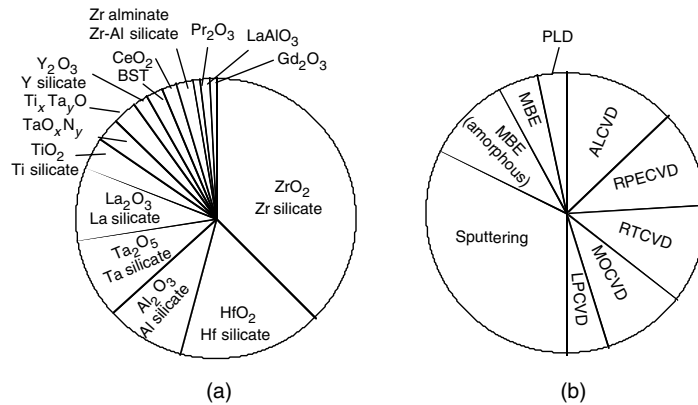 Zr alminate
Zr-Al silicate
Pr₂O₃
LaAlO₃
Gd₂O₃
CeO₂
BST
Y₂O₃
Y silicate
TiₓTaᵧO
TaOₓNᵧ
TiO₂
Ti silicate
La₂O₃
La silicate
Ta₂O₅
Ta silicate
Al₂O₃
Al silicate
HfO₂
Hf silicate
ZrO₂
Zr silicate
(a)
PLD
MBE
MBE
(amorphous)
ALCVD
RPECVD
RTCVD
MOCVD
LPCVD
Sputtering
(b)